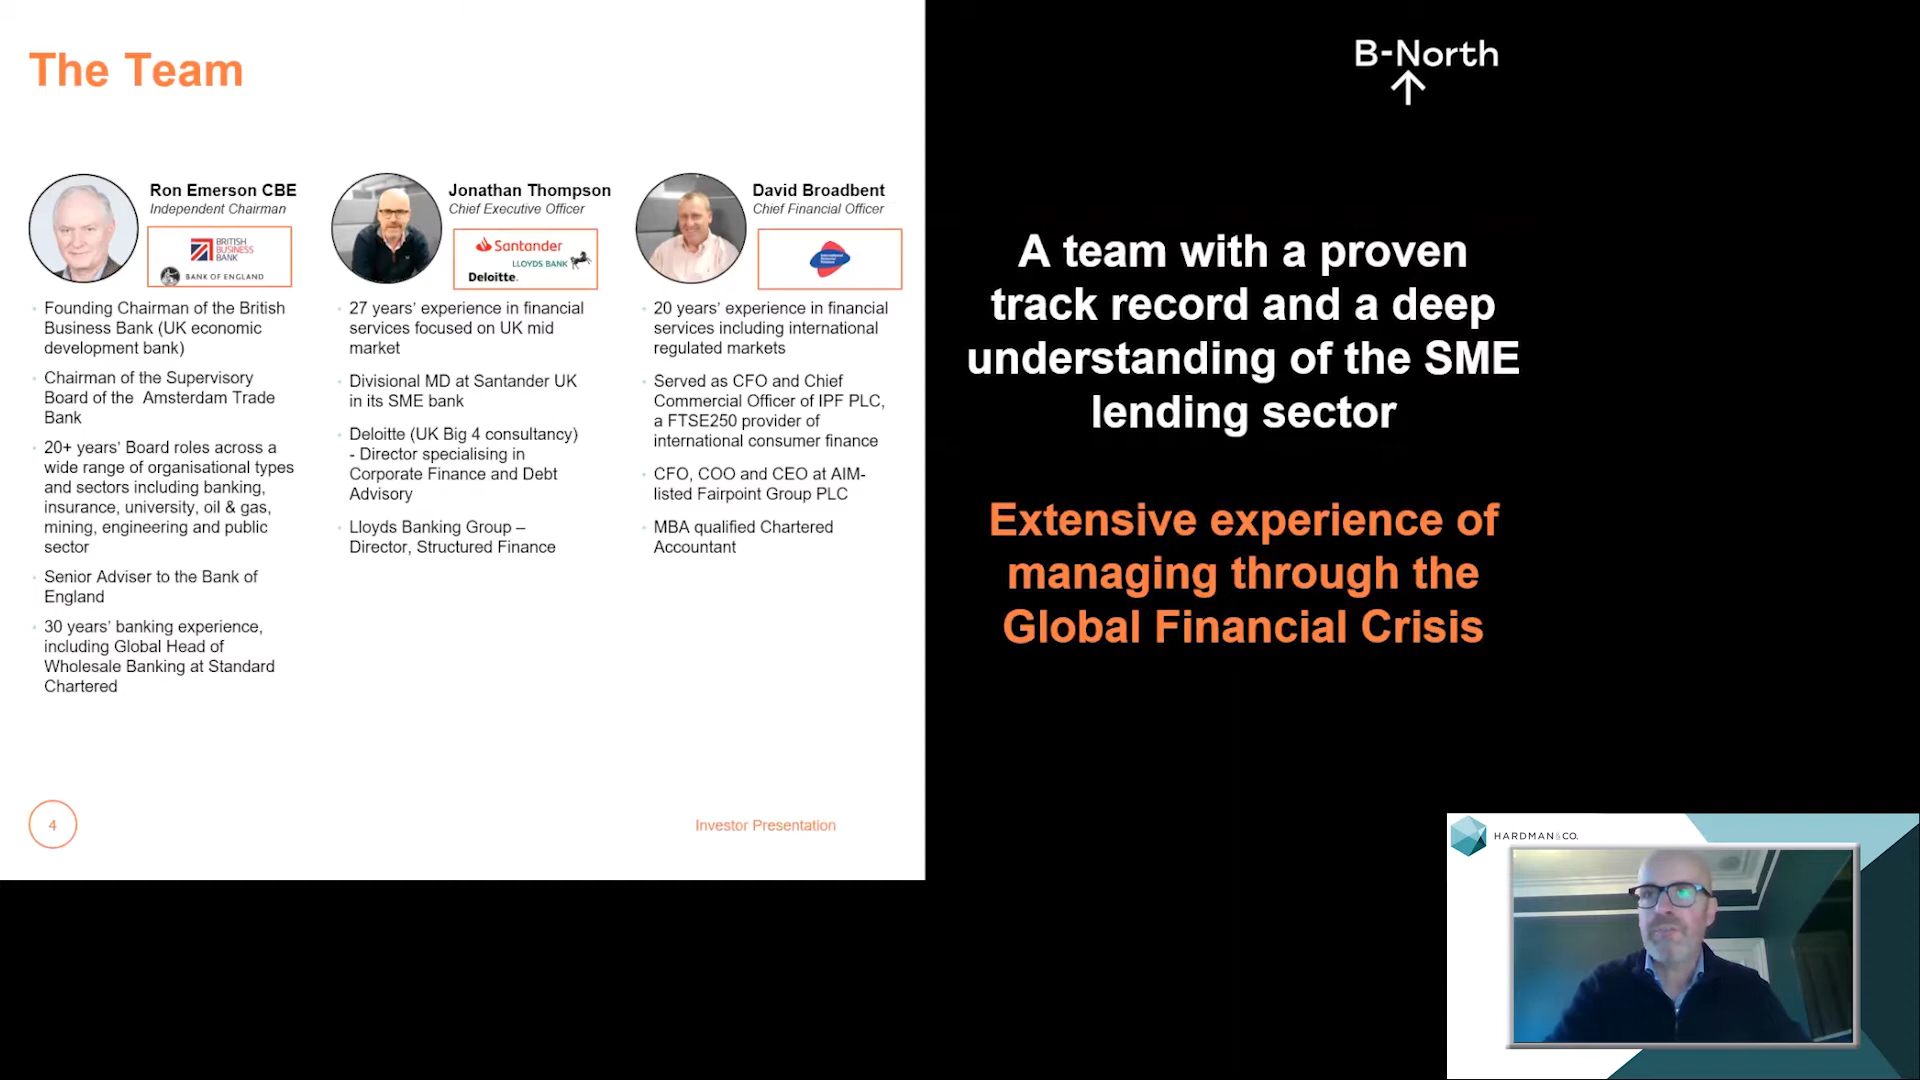 The Team
B-North
Ron Emerson CBE
Independent Chairman
BRITISH
BUSINESS
BANK
BANK OF ENGLAND
Founding Chairman of the British
Business Bank (UK economic
development bank)
Chairman of the Supervisory
Board of the Amsterdam Trade
Bank
20+ years' Board roles across a
wide range of organisational types
and sectors including banking,
insurance, university, oil & gas,
mining, engineering and public
sector
Senior Adviser to the Bank of
England
30 years' banking experience,
including Global Head of
Wholesale Banking at Standard
Chartered
Jonathan Thompson
Chief Executive Officer
Santander
LLOYDS BANK
Deloitte.
27 years' experience in financial
services focused on UK mid
market
Divisional MD at Santander UK
in its SME bank
Deloitte (UK Big 4 consultancy)
- Director specialising in
Corporate Finance and Debt
Advisory
Lloyds Banking Group –
Director, Structured Finance
David Broadbent
Chief Financial Officer
20 years' experience in financial
services including international
regulated markets
Served as CFO and Chief
Commercial Officer of IPF PLC,
a FTSE250 provider of
international consumer finance
CFO, COO and CEO at AIM-
listed Fairpoint Group PLC
MBA qualified Chartered
Accountant
A team with a proven
track record and a deep
understanding of the SME
lending sector
Extensive experience of
managing through the
Global Financial Crisis
4
Investor Presentation
HARDMAN&CO.